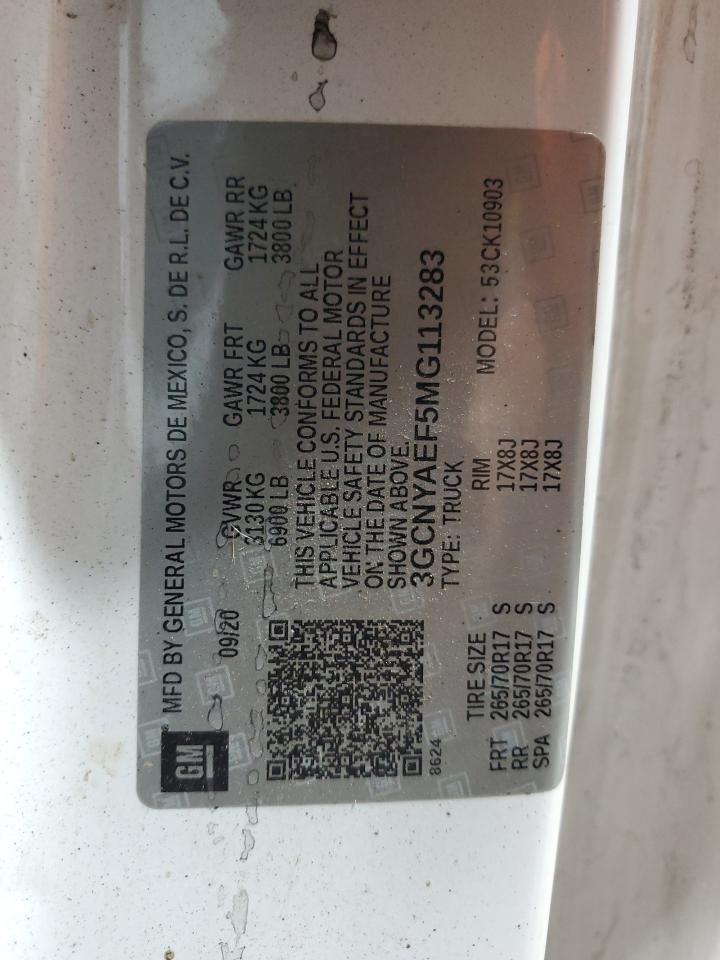 GM
MFD BY GENERAL MOTORS DE MEXICO, S. DE R.L. DE C.V.
09/20 GVWR GAWR FRT GAWR RR
3130 KG 1724 KG 1724 KG
6900 LB 3800 LB 3800 LB
THIS VEHICLE CONFORMS TO ALL
APPLICABLE U.S. FEDERAL MOTOR
VEHICLE SAFETY STANDARDS IN EFFECT
ON THE DATE OF MANUFACTURE
SHOWN ABOVE.
3GCNYAEF5MG113283
8624 TYPE: TRUCK
TIRE SIZE RIM MODEL: 53CK10903
FRT 265/70R17 S 17X8J
RR 265/70R17 S 17X8J
SPA 265/70R17 S 17X8J